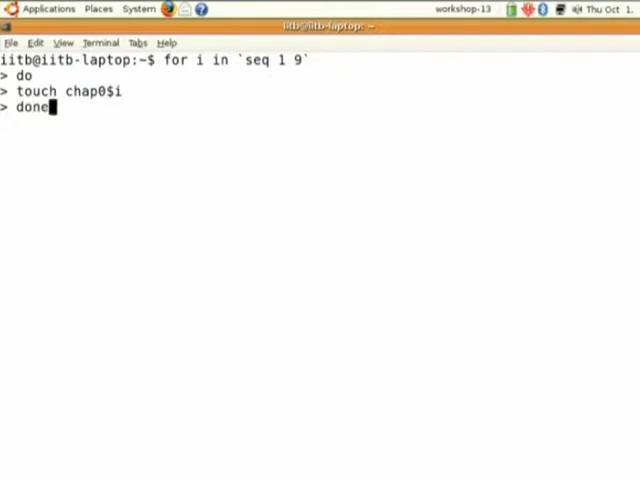 Applications Places System workshop-13 Thu Oct 1,
iitb@iitb-laptop: ~
File Edit View Terminal Tabs Help
iitb@iitb-laptop:~$ for i in `seq 1 9`
> do
> touch chap0$i
> done